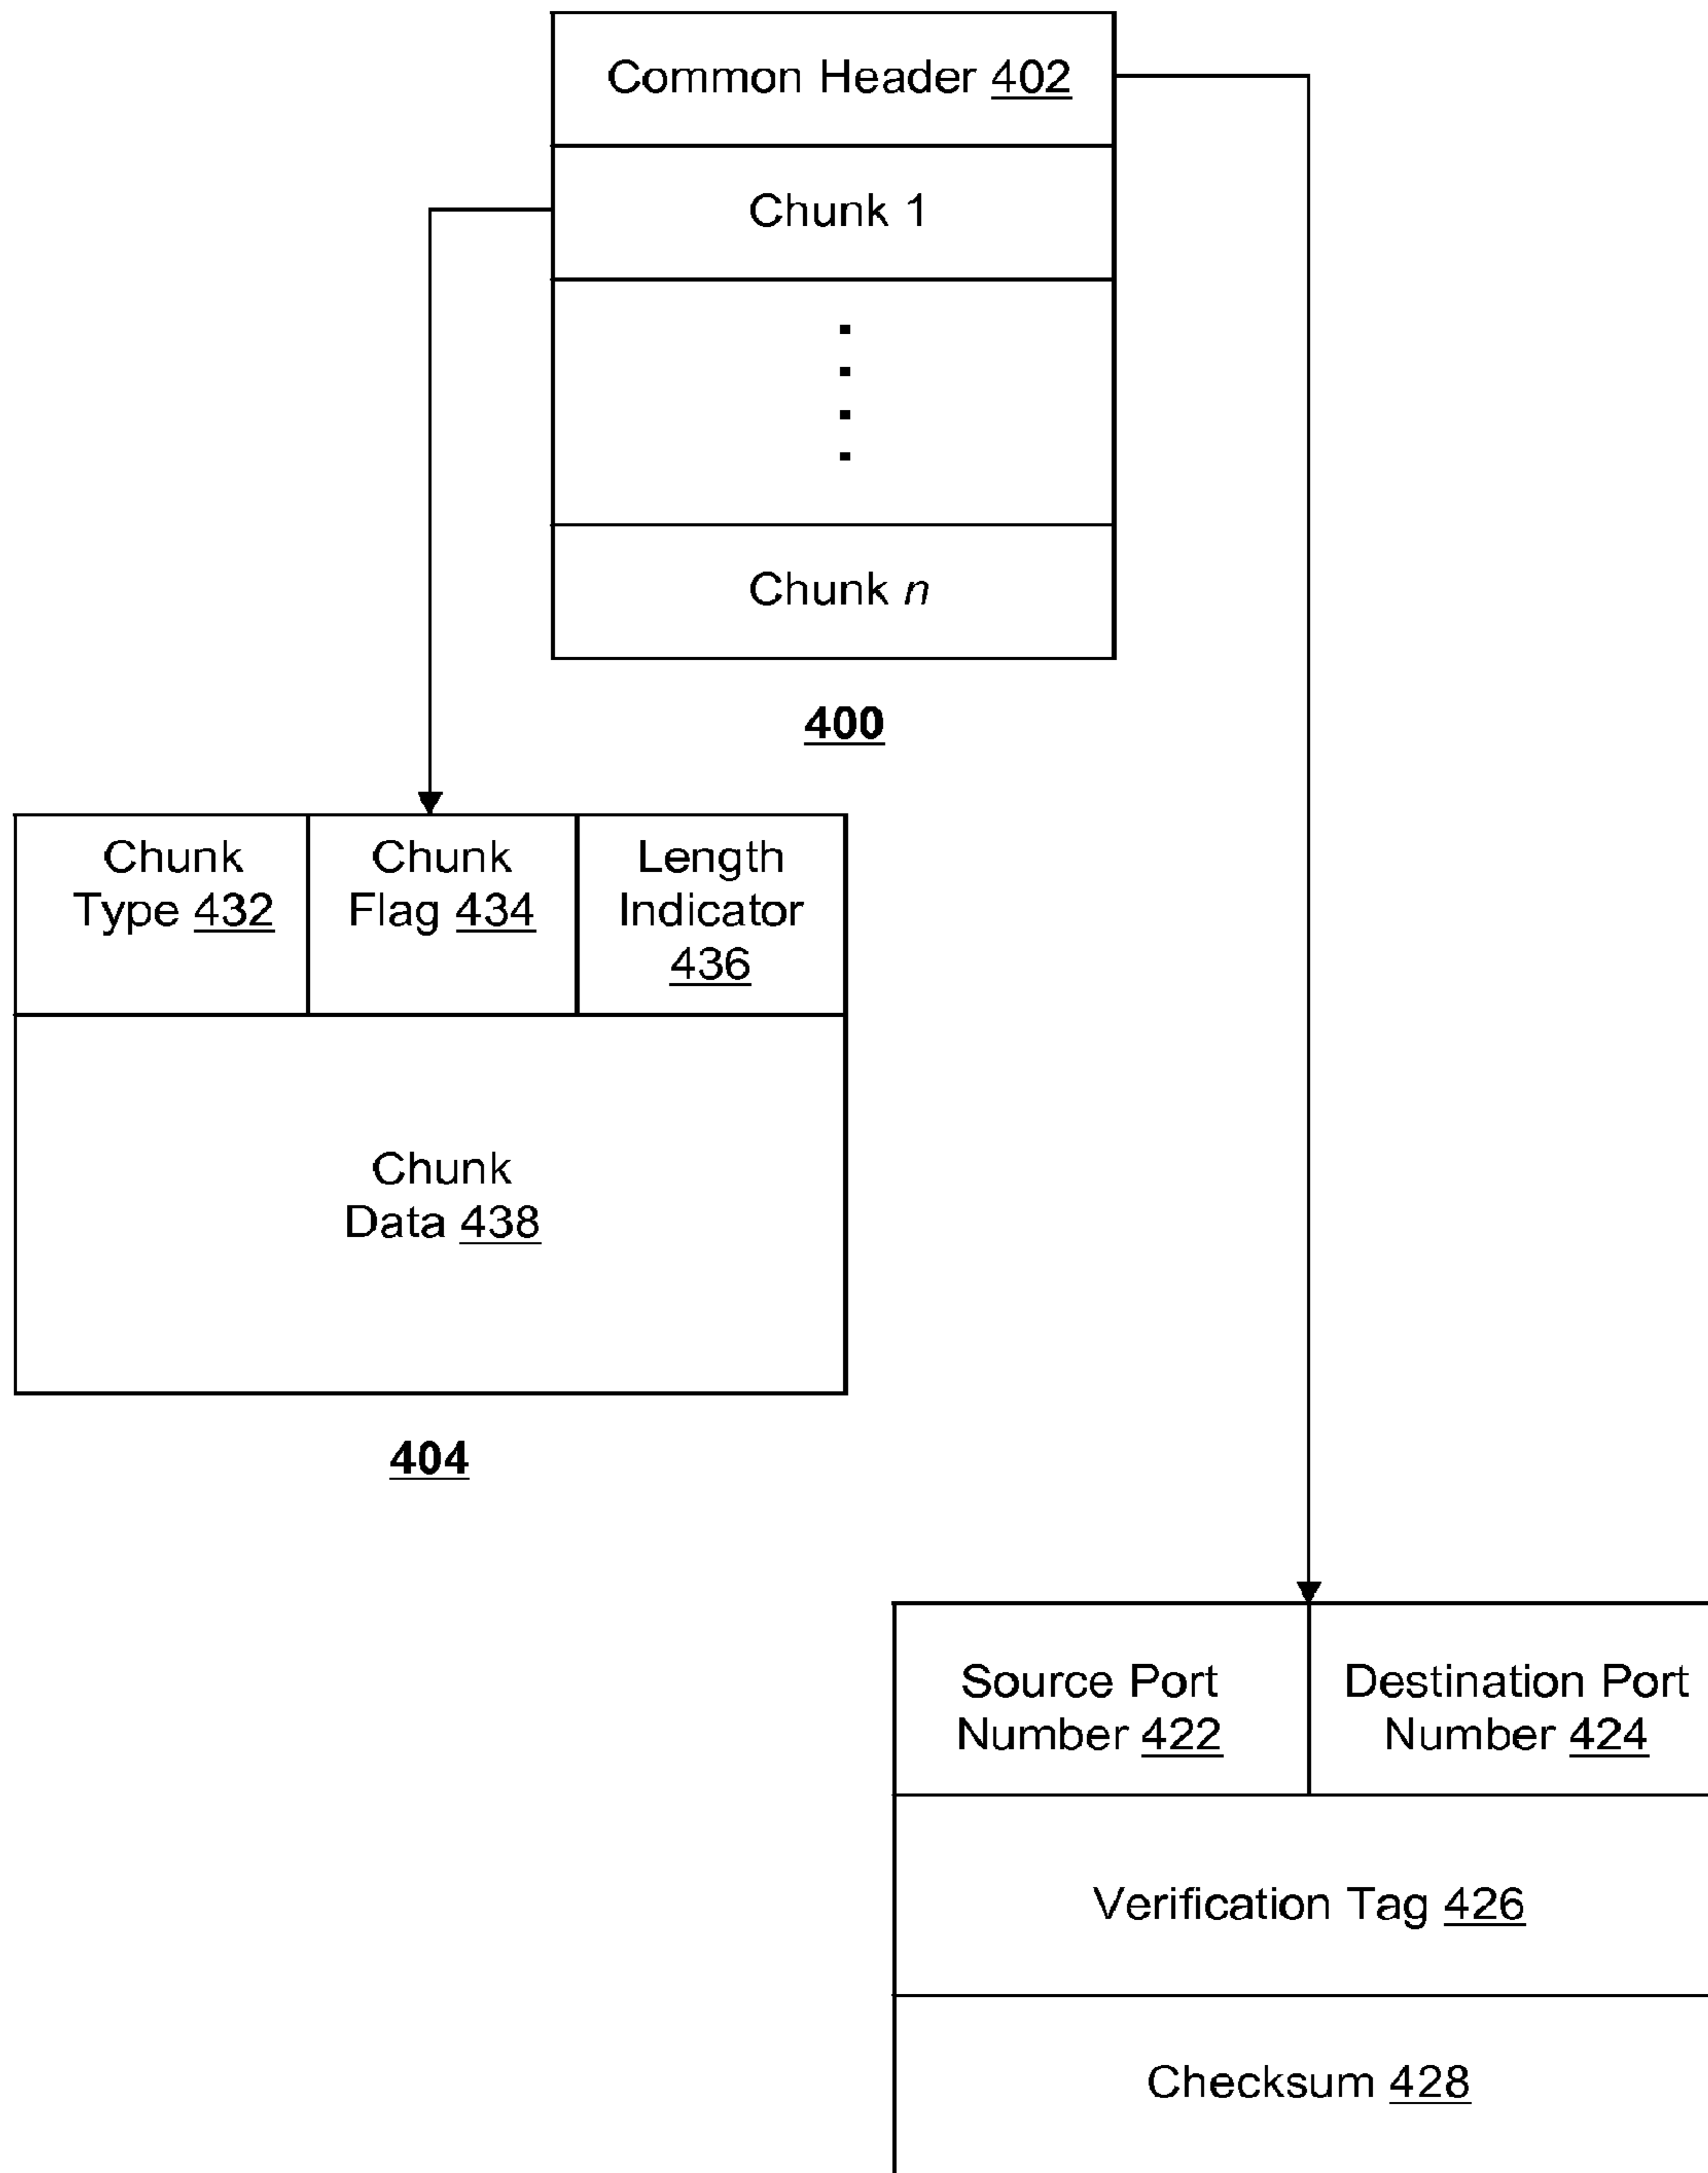 Common Header 402
Chunk 1
Chunk n
400
Chunk
Type 432
Chunk
Flag 434
Length
Indicator
436
Chunk
Data 438
404
Source Port
Number 422
Destination Port
Number 424
Verification Tag 426
Checksum 428